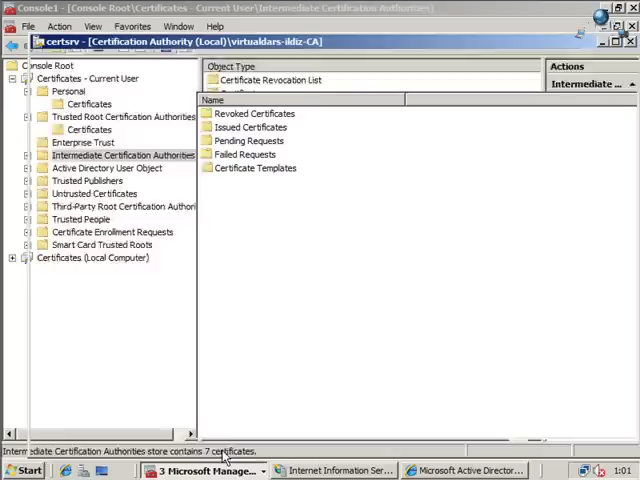 Console1 - [Console Root\Certificates - Current User\Intermediate Certification Authorities]
File Action View Favorites Window Help
certsrv - [Certification Authority (Local)\virtualdars-ildiz-CA]
Console Root
Certificates - Current User
Personal
Certificates
Trusted Root Certification Authorities
Certificates
Enterprise Trust
Intermediate Certification Authorities
Active Directory User Object
Trusted Publishers
Untrusted Certificates
Third-Party Root Certification Authori
Trusted People
Certificate Enrollment Requests
Smart Card Trusted Roots
Certificates (Local Computer)
Object Type
Certificate Revocation List
Name
Revoked Certificates
Issued Certificates
Pending Requests
Failed Requests
Certificate Templates
Actions
Intermediate ...
Intermediate Certification Authorities store contains 7 certificates.
Start
3 Microsoft Manage...
Internet Information Ser...
Microsoft Active Director...
1:01